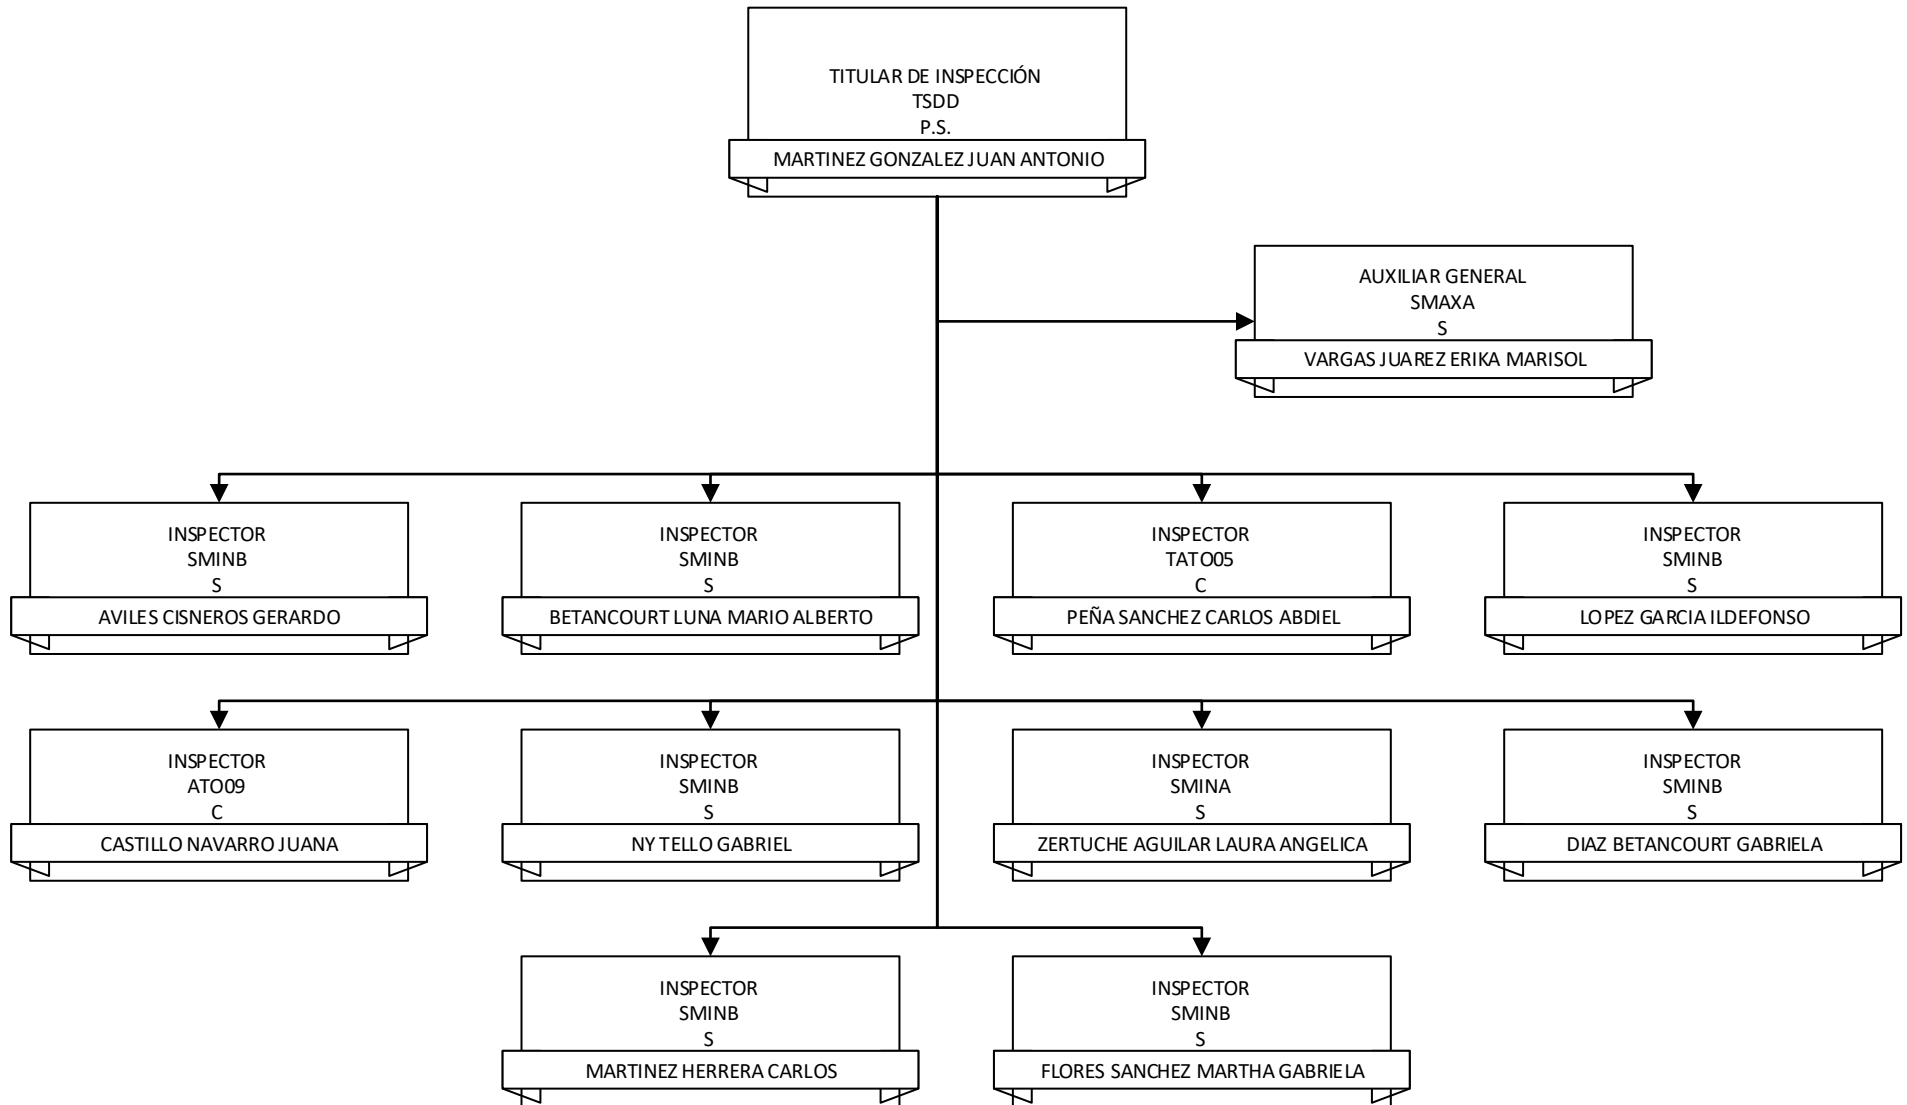 TITULAR DE INSPECCIÓN
TSDD
P.S.
MARTINEZ GONZALEZ JUAN ANTONIO
AUXILIAR GENERAL
SMAXA
S
VARGAS JUAREZ ERIKA MARISOL
INSPECTOR
SMINB
S
AVILES CISNEROS GERARDO
INSPECTOR
SMINB
S
BETANCOURT LUNA MARIO ALBERTO
INSPECTOR
TATO05
C
PEÑA SANCHEZ CARLOS ABDIEL
INSPECTOR
SMINB
S
LOPEZ GARCIA ILDEFONSO
INSPECTOR
ATO09
C
CASTILLO NAVARRO JUANA
INSPECTOR
SMINB
S
NY TELLO GABRIEL
INSPECTOR
SMINA
S
ZERTUCHE AGUILAR LAURA ANGELICA
INSPECTOR
SMINB
S
DIAZ BETANCOURT GABRIELA
INSPECTOR
SMINB
S
MARTINEZ HERRERA CARLOS
INSPECTOR
SMINB
S
FLORES SANCHEZ MARTHA GABRIELA